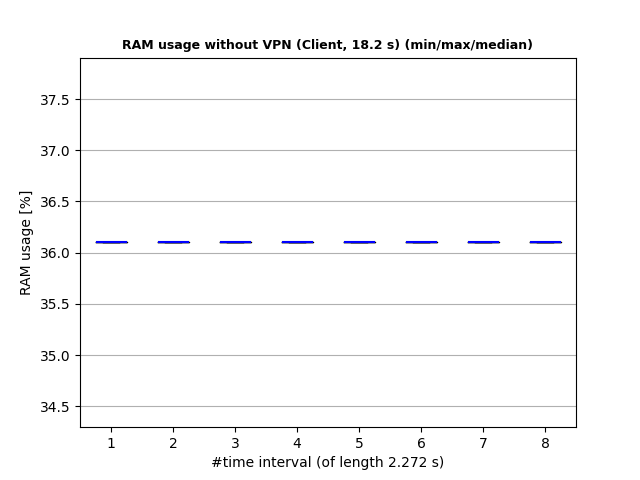 RAM usage without VPN (Client, 18.2 s) (min/max/median)
37.5
37.0
36.5
36.0
35.5
35.0
34.5
RAM usage [%]
1 2 3 4 5 6 7 8
#time interval (of length 2.272 s)